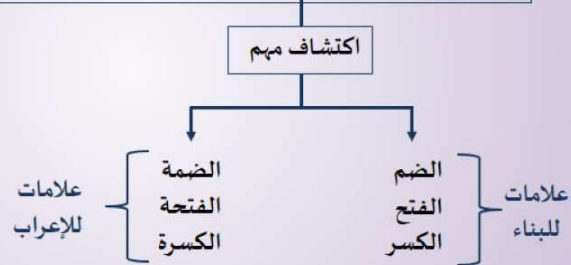 اكتشاف مهم
علامات للبناء
الضم
الفتح
الكسر
الضمة
الفتحة
الكسرة
علامات للإعراب